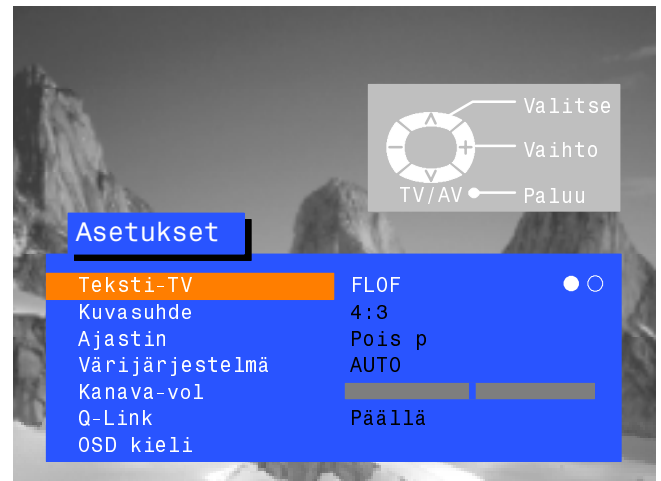 Valitse
Vaihto
TV/AV Paluu
Asetukset
Teksti-TV FLOF
Kuvasuhde 4:3
Ajastin Pois p
Värijärjestelmä AUTO
Kanava-vol
Q-Link Päällä
OSD kieli